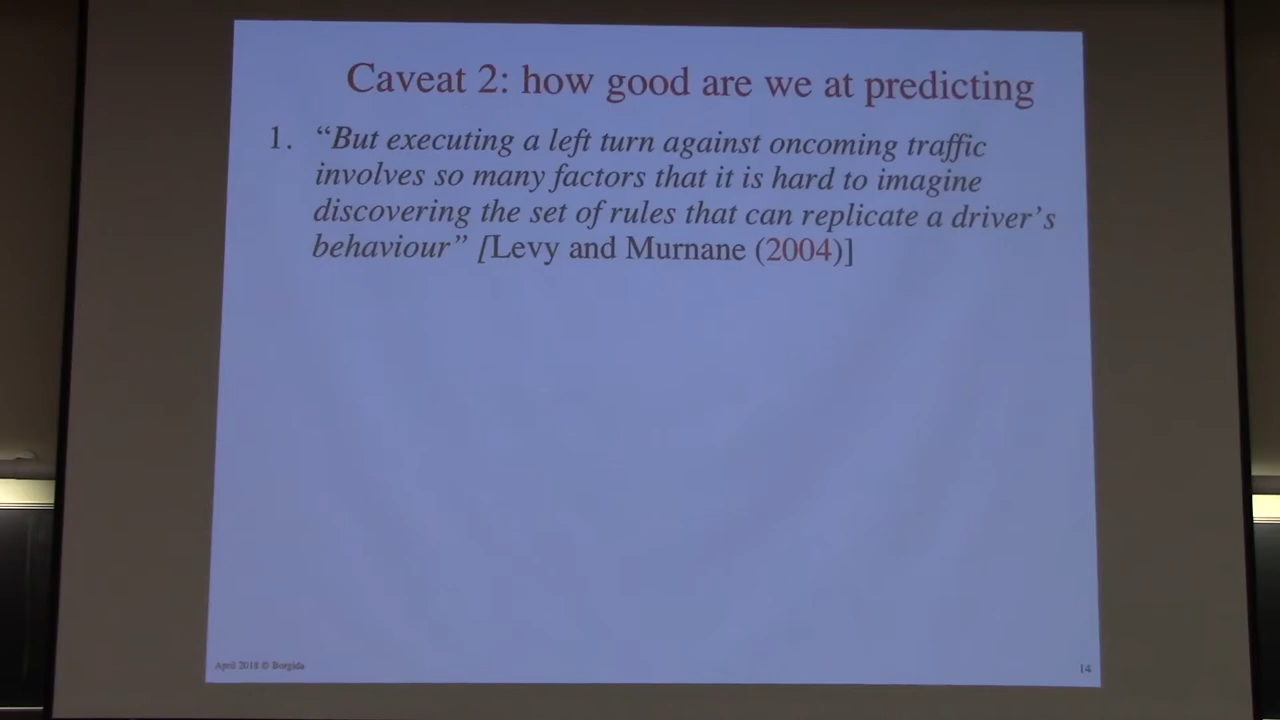 Caveat 2: how good are we at predicting
1. “But executing a left turn against oncoming traffic
involves so many factors that it is hard to imagine
discovering the set of rules that can replicate a driver’s
behaviour” [Levy and Murnane (2004)]
April 2018 © Borgida
14